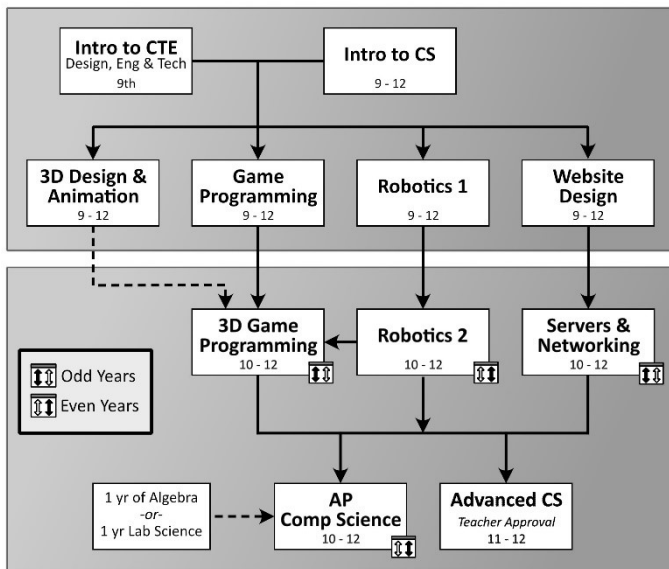 Intro to CTE
Design, Eng & Tech
9th
Intro to CS
9 - 12
3D Design &
Animation
9 - 12
Game
Programming
9 - 12
Robotics 1
9 - 12
Website
Design
9 - 12
3D Game
Programming
10 - 12
Robotics 2
10 - 12
Servers &
Networking
10 - 12
Odd Years
Even Years
1 yr of Algebra
-or-
1 yr Lab Science
AP
Comp Science
10 - 12
Advanced CS
Teacher Approval
11 - 12